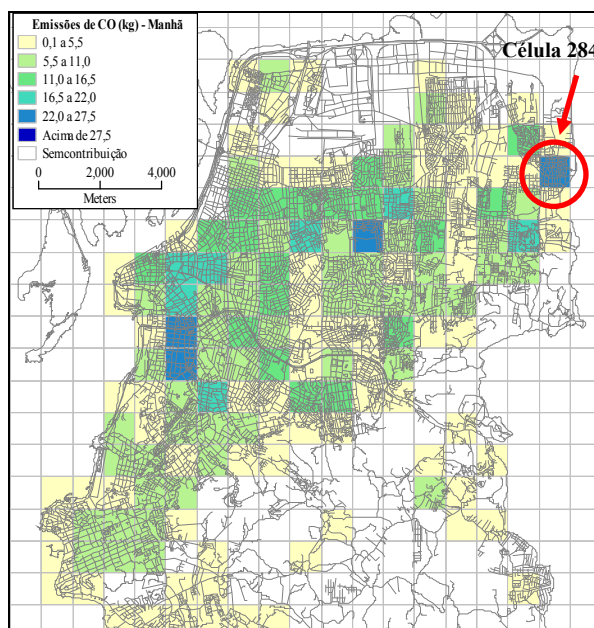 Emissões de CO (kg) - Manhã
0,1 a 5,5
5,5 a 11,0
11,0 a 16,5
16,5 a 22,0
22,0 a 27,5
Acima de 27,5
Semcontribuição
0 2,000 4,000
Meters
Célula 284